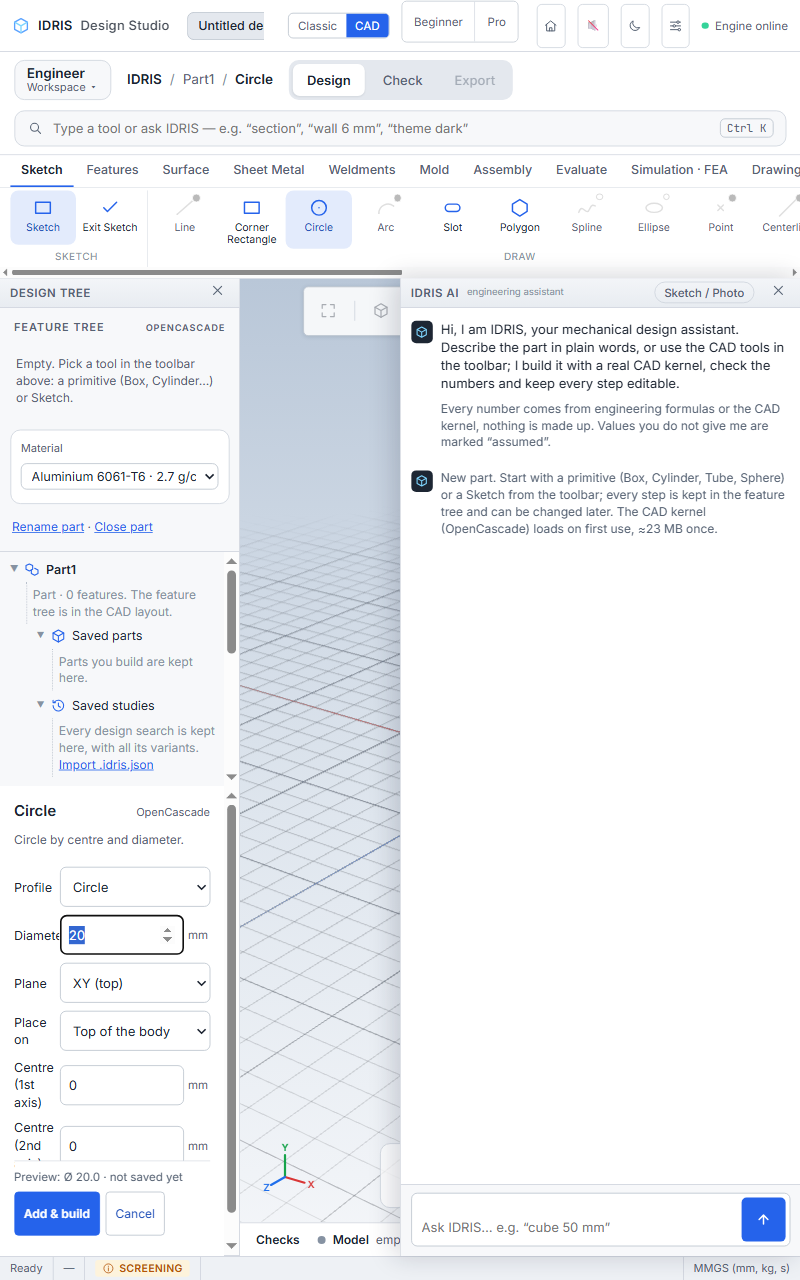 IDRIS Design Studio Untitled de Classic CAD Beginner Pro Engine online
Engineer
Workspace
IDRIS / Part1 / Circle Design Check Export
Type a tool or ask IDRIS — e.g. “section”, “wall 6 mm”, “theme dark” Ctrl K
Sketch Features Surface Sheet Metal Weldments Mold Assembly Evaluate Simulation · FEA Drawing
Sketch Exit Sketch Line Corner Rectangle Circle Arc Slot Polygon Spline Ellipse Point Centerli
SKETCH DRAW
DESIGN TREE
FEATURE TREE OPENCASCADE
Empty. Pick a tool in the toolbar
above: a primitive (Box, Cylinder...)
or Sketch.
Material
Aluminium 6061-T6 · 2.7 g/c
Rename part · Close part
Part1
Part · 0 features. The feature
tree is in the CAD layout.
Saved parts
Parts you build are kept
here.
Saved studies
Every design search is kept
here, with all its variants.
Import .idris.json
Circle OpenCascade
Circle by centre and diameter.
Profile Circle
Diamete 20 mm
Plane XY (top)
Place
on
Top of the body
Centre
(1st
axis)
0 mm
Centre
(2nd
0 mm
Preview: Ø 20.0 · not saved yet
Add & build Cancel
Y
Z X
Checks Model emp
IDRIS AI engineering assistant Sketch / Photo
Hi, I am IDRIS, your mechanical design assistant.
Describe the part in plain words, or use the CAD tools in
the toolbar; I build it with a real CAD kernel, check the
numbers and keep every step editable.
Every number comes from engineering formulas or the CAD
kernel, nothing is made up. Values you do not give me are
marked “assumed”.
New part. Start with a primitive (Box, Cylinder, Tube, Sphere)
or a Sketch from the toolbar; every step is kept in the feature
tree and can be changed later. The CAD kernel
(OpenCascade) loads on first use, ≈23 MB once.
Ask IDRIS... e.g. “cube 50 mm”
Ready — SCREENING MMGS (mm, kg, s)